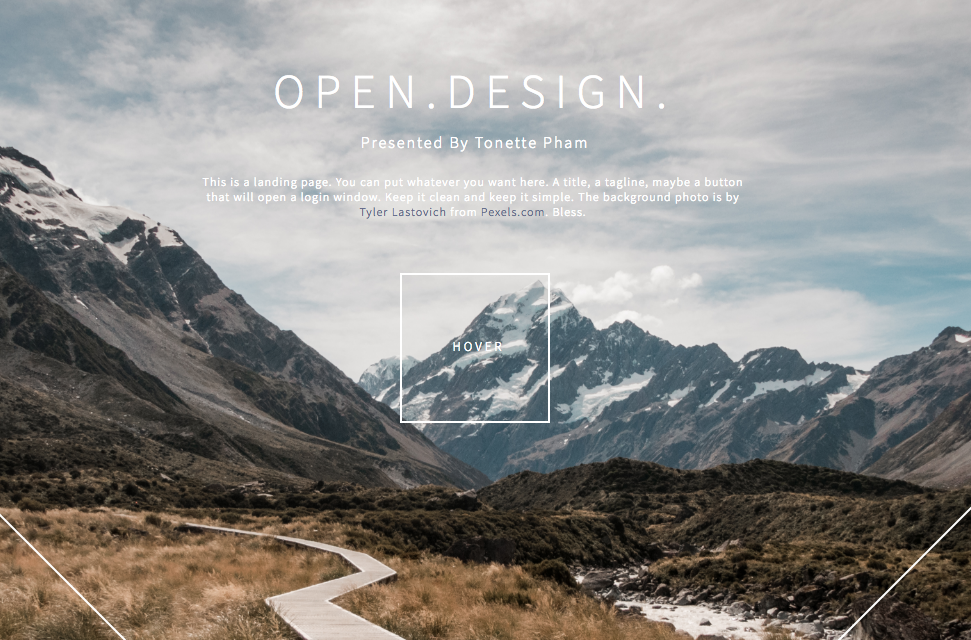 OPEN.DESIGN.
Presented By Tonette Pham
This is a landing page. You can put whatever you want here. A title, a tagline, maybe a button
that will open a login window. Keep it clean and keep it simple. The background photo is by
Tyler Lastovich from Pexels.com. Bless.
HOVER